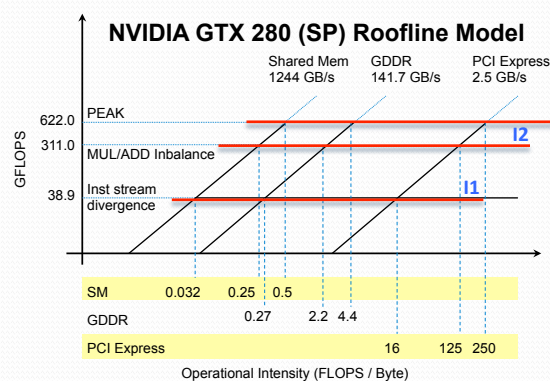 NVIDIA GTX 280 (SP) Roofline Model
Shared Mem
1244 GB/s
GDDR
141.7 GB/s
PCI Express
2.5 GB/s
GFLOPS
622.0
PEAK
I2
311.0
MUL/ADD Inbalance
I1
38.9
Inst stream
divergence
SM 0.032 0.25 0.5
GDDR 0.27 2.2 4.4
PCI Express 16 125 250
Operational Intensity (FLOPS / Byte)